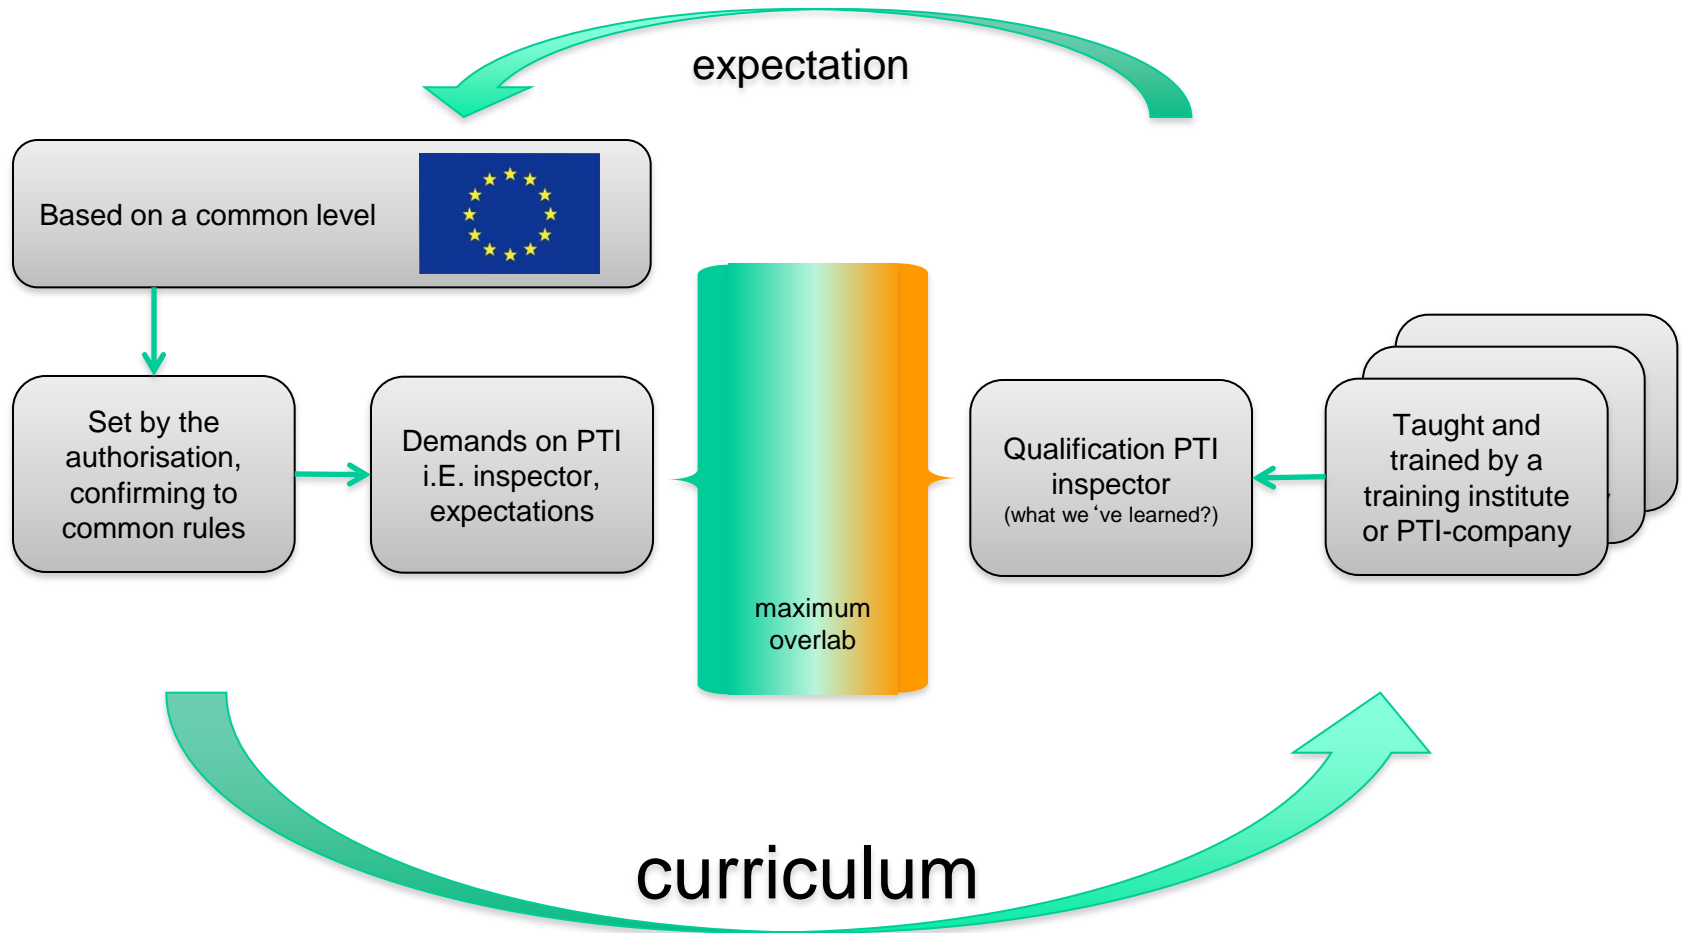 expectation
Based on a common level
Set by the
authorisation,
confirming to
common rules
Demands on PTI
i.E. inspector,
expectations
maximum
overlab
Qualification PTI
inspector
(what we ‘ve learned?)
Taught and
trained by a
training institute
or PTI-company
curriculum